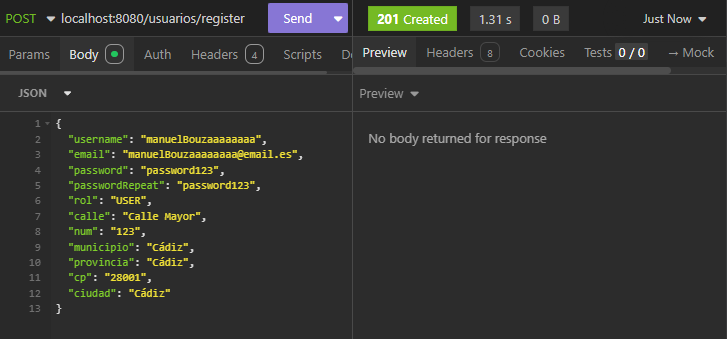 POST localhost:8080/usuarios/register Send
201 Created 1.31 s 0 B Just Now
Params Body Auth Headers 4 Scripts Do
Preview Headers 8 Cookies Tests 0 / 0 → Mock
JSON
Preview
1 {
2 "username": "manuelBouzaaaaaaaa",
3 "email": "manuelBouzaaaaaaaa@email.es",
4 "password": "password123",
5 "passwordRepeat": "password123",
6 "rol": "USER",
7 "calle": "Calle Mayor",
8 "num": "123",
9 "municipio": "Cádiz",
10 "provincia": "Cádiz",
11 "cp": "28001",
12 "ciudad": "Cádiz"
13 }
No body returned for response